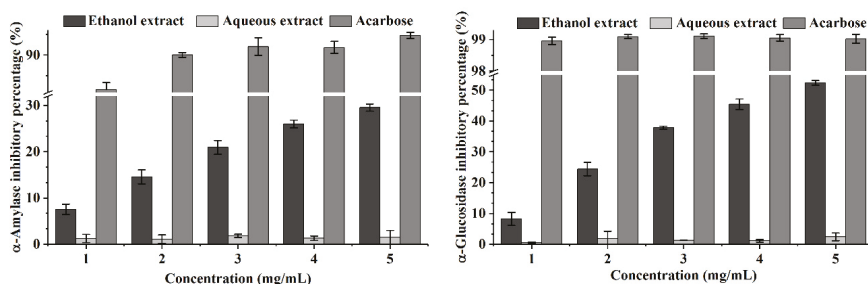 Ethanol extract Aqueous extract Acarbose
α-Amylase inhibitory percentage (%)
90
30
20
10
0
1 2 3 4 5
Concentration (mg/mL)
Ethanol extract Aqueous extract Acarbose
α-Glucosidase inhibitory percentage (%)
99
98
50
40
30
20
10
0
1 2 3 4 5
Concentration (mg/mL)